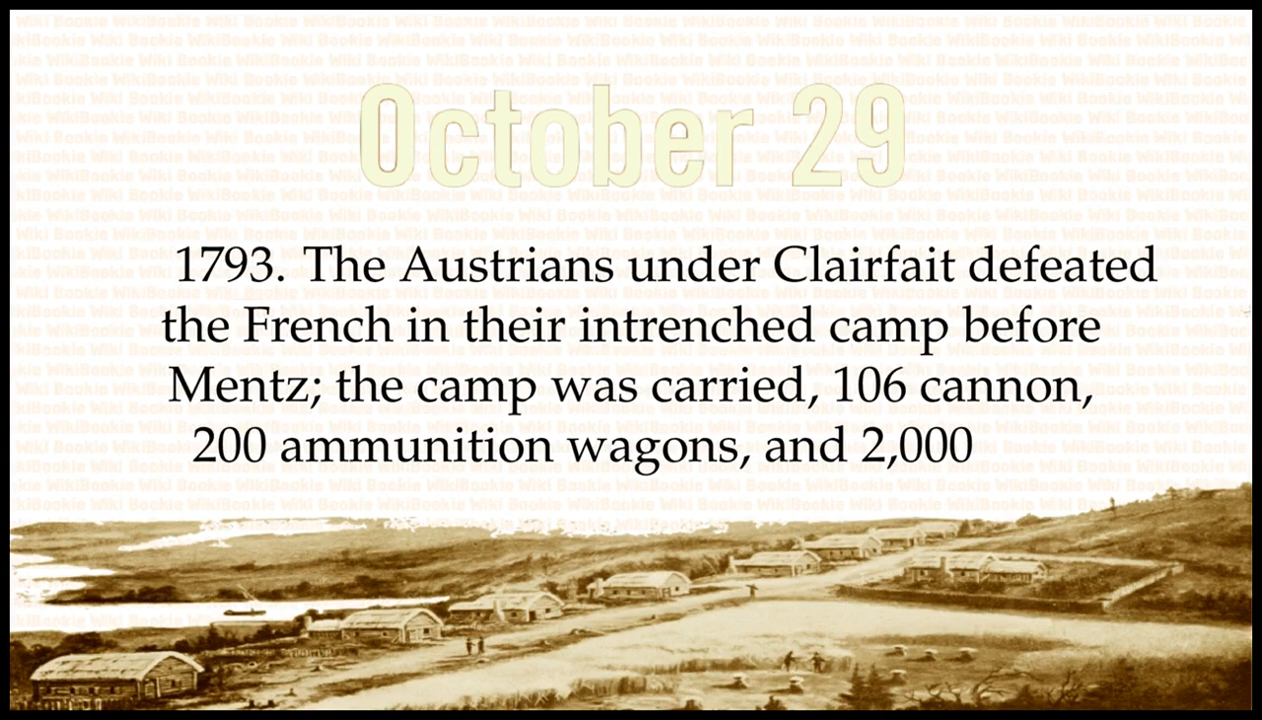 October 29
1793. The Austrians under Clairfait defeated
the French in their intrenched camp before
Mentz; the camp was carried, 106 cannon,
200 ammunition wagons, and 2,000